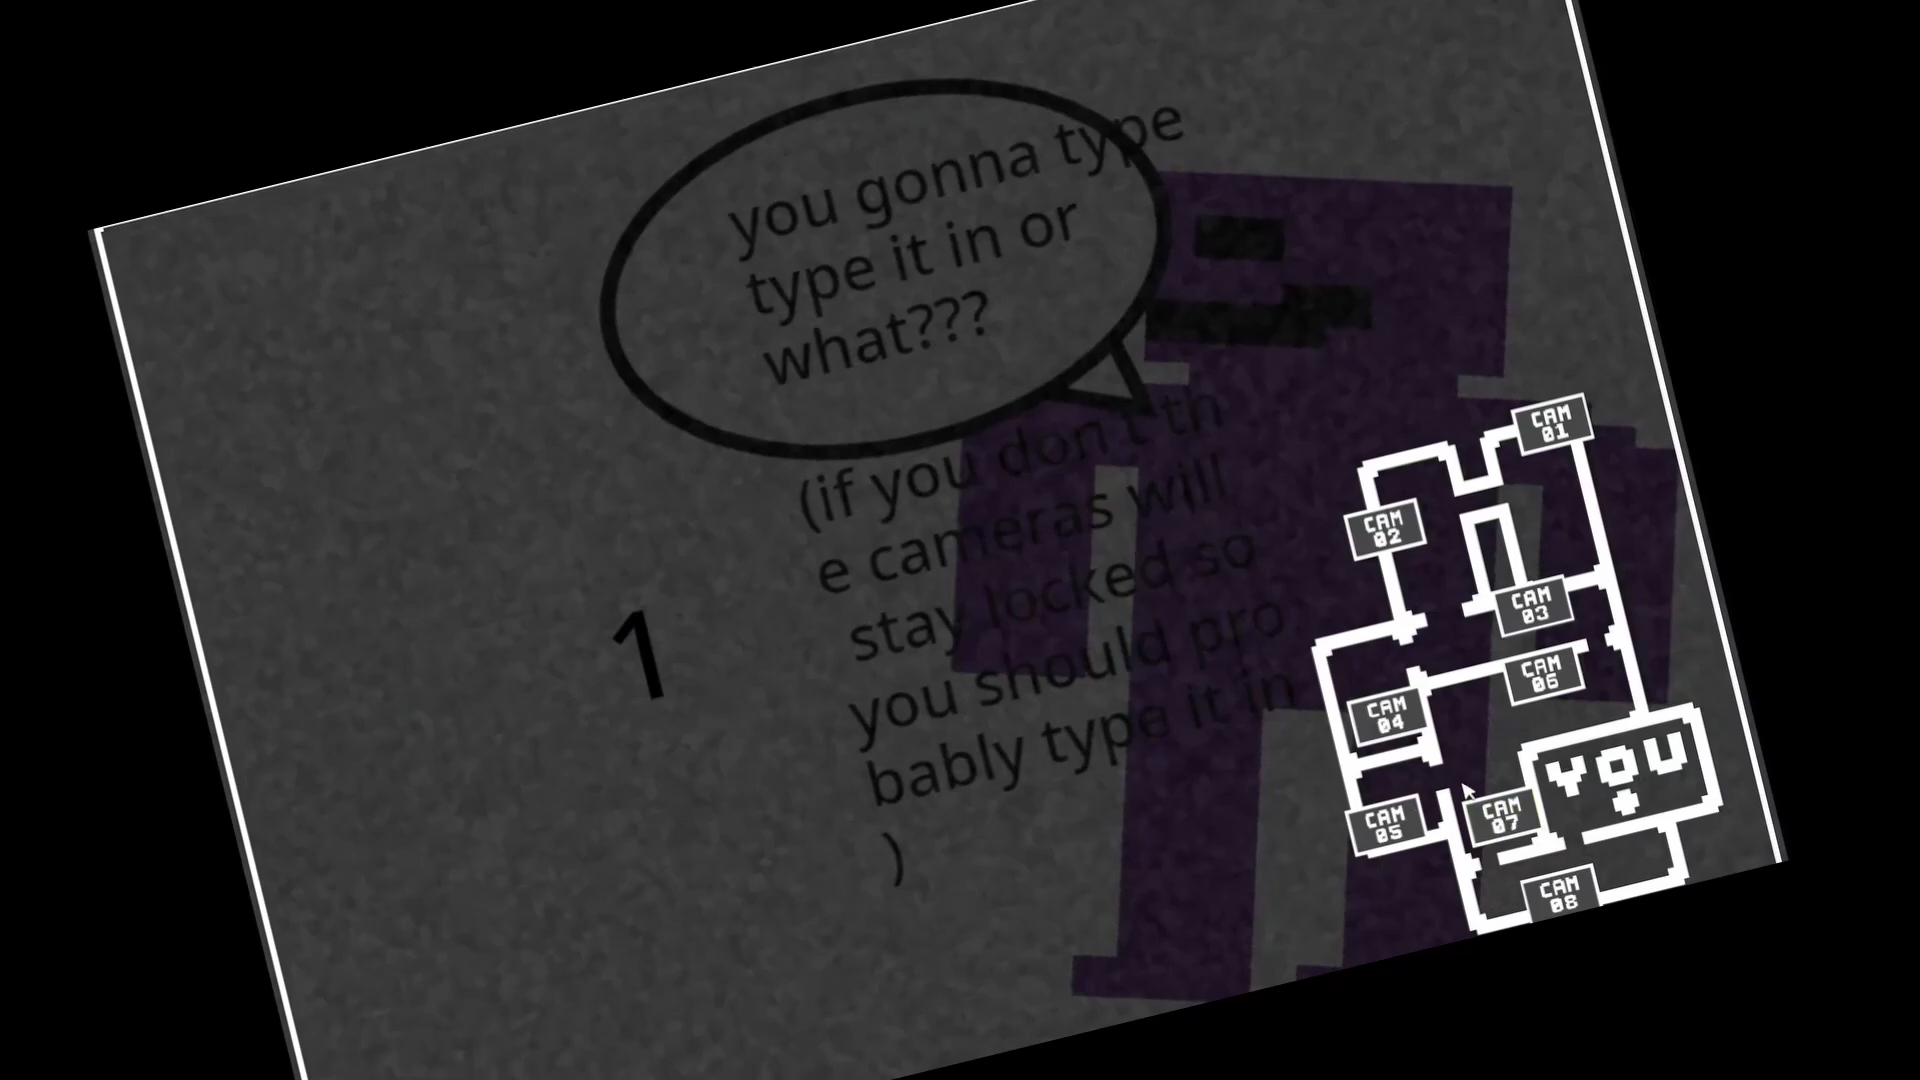 you gonna type
type it in or
what???
(if you don't th
e cameras will
stay locked so
you should pro
bably type it in
)
1
CAM
01
CAM
02
CAM
03
CAM
06
CAM
04
YOU
CAM
07
CAM
05
CAM
08